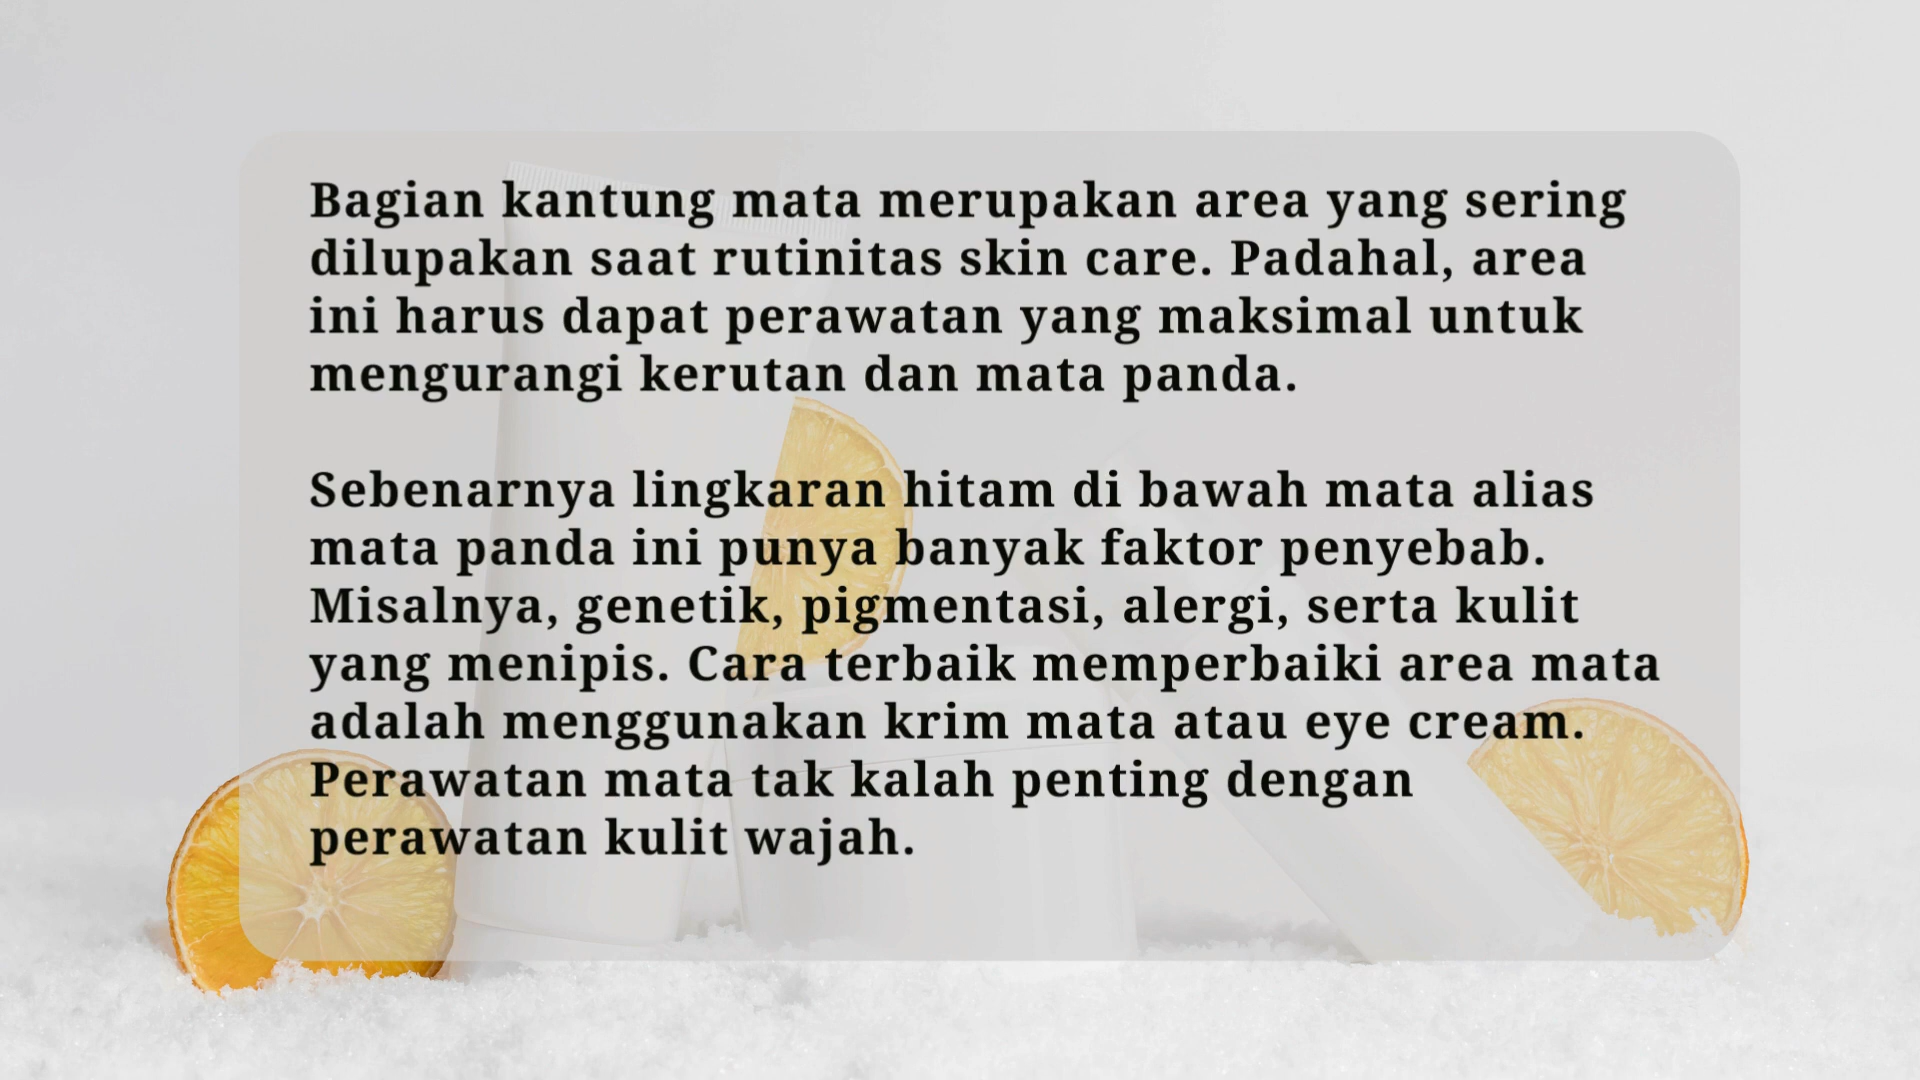 Bagian kantung mata merupakan area yang sering
dilupakan saat rutinitas skin care. Padahal, area
ini harus dapat perawatan yang maksimal untuk
mengurangi kerutan dan mata panda.
Sebenarnya lingkaran hitam di bawah mata alias
mata panda ini punya banyak faktor penyebab.
Misalnya, genetik, pigmentasi, alergi, serta kulit
yang menipis. Cara terbaik memperbaiki area mata
adalah menggunakan krim mata atau eye cream.
Perawatan mata tak kalah penting dengan
perawatan kulit wajah.